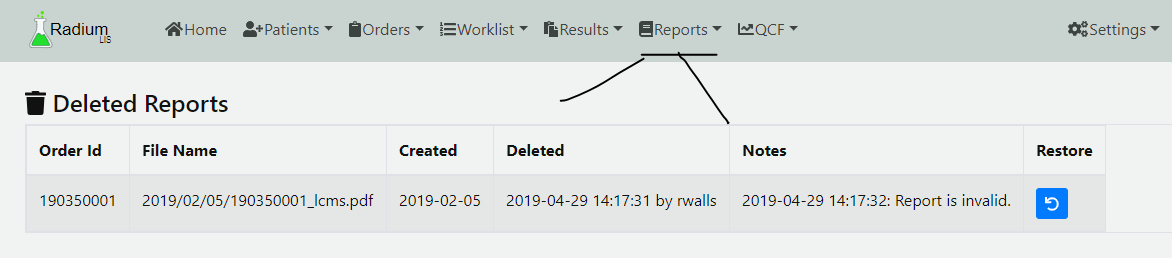 Radium LIS Home Patients Orders Worklist Results Reports QCF Settings
Deleted Reports
Order Id File Name Created Deleted Notes Restore
190350001 2019/02/05/190350001_lcms.pdf 2019-02-05 2019-04-29 14:17:31 by rwalls 2019-04-29 14:17:32: Report is invalid.